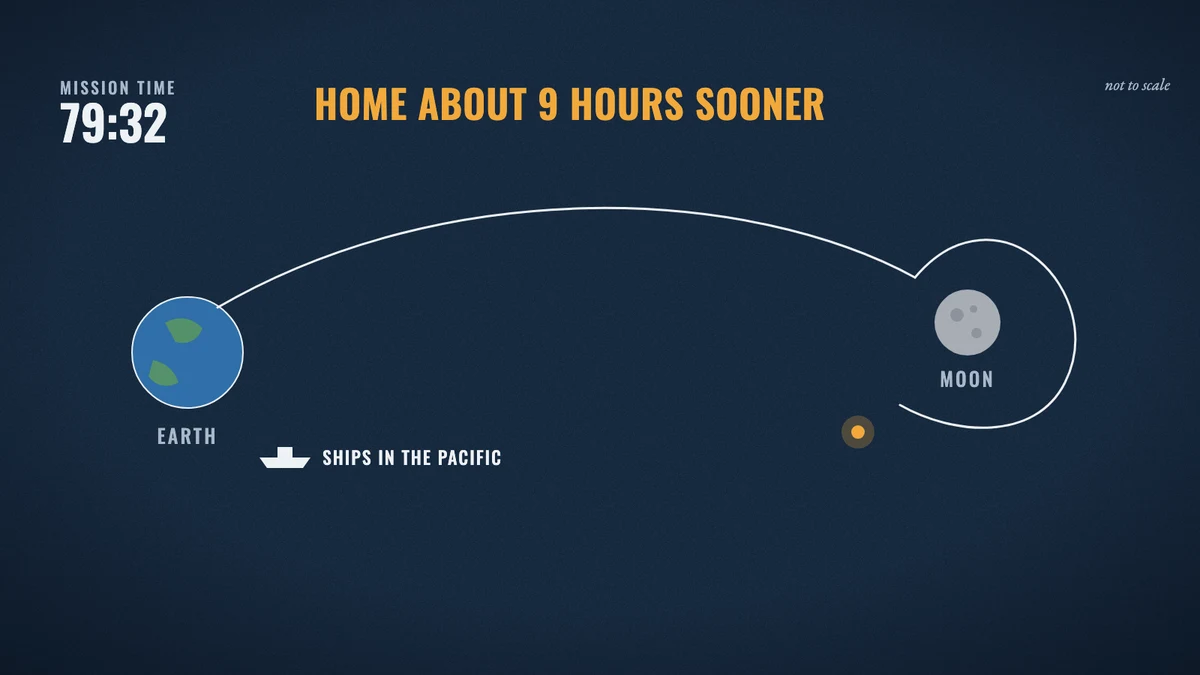 MISSION TIME
79:32
HOME ABOUT 9 HOURS SOONER
not to scale
MOON
EARTH
SHIPS IN THE PACIFIC